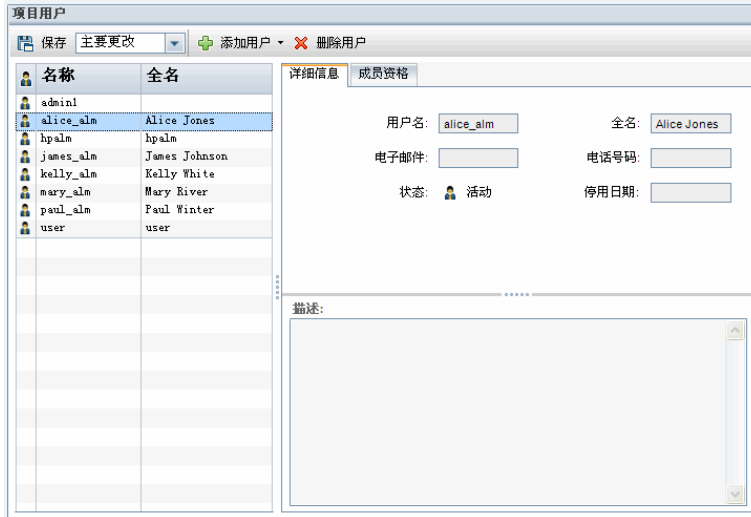 项目用户
保存 主要更改 添加用户 删除用户
名称 全名
admin1
alice_alm Alice Jones
hpalm hpalm
james_alm James Johnson
kelly_alm Kelly White
mary_alm Mary River
paul_alm Paul Winter
user user
详细信息 成员资格
用户名: alice_alm 全名: Alice Jones
电子邮件: 电话号码:
状态: 活动 停用日期:
描述: